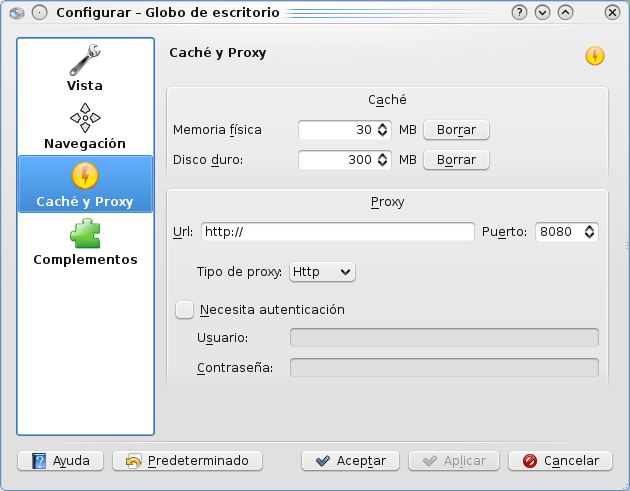 Configurar – Globo de escritorio
Vista
Navegación
Caché y Proxy
Complementos
Caché y Proxy
Caché
Memoria física 30 MB Borrar
Disco duro: 300 MB Borrar
Proxy
Url: http:// Puerto: 8080
Tipo de proxy: Http
Necesita autenticación
Usuario:
Contraseña:
Ayuda Predeterminado Aceptar Aplicar Cancelar